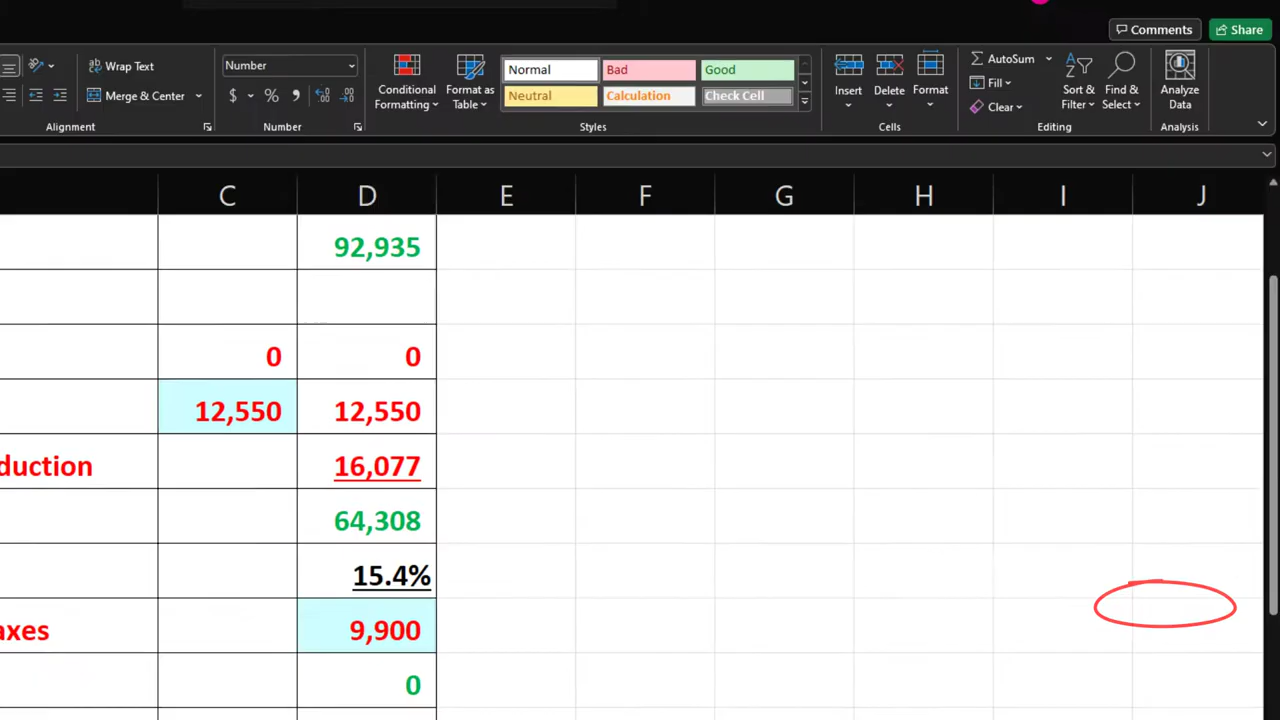 Comments Share
Wrap Text Number AutoSum
Normal Bad Good
Conditional Formatting Format as Table Insert Delete Format Fill Sort & Filter Find & Select Analyze Data
Merge & Center $ % , Neutral Calculation Check Cell Clear
Alignment Number Styles Cells Editing Analysis
C D E F G H I J
92,935
0 0
12,550 12,550
duction 16,077
64,308
15.4%
axes 9,900
0